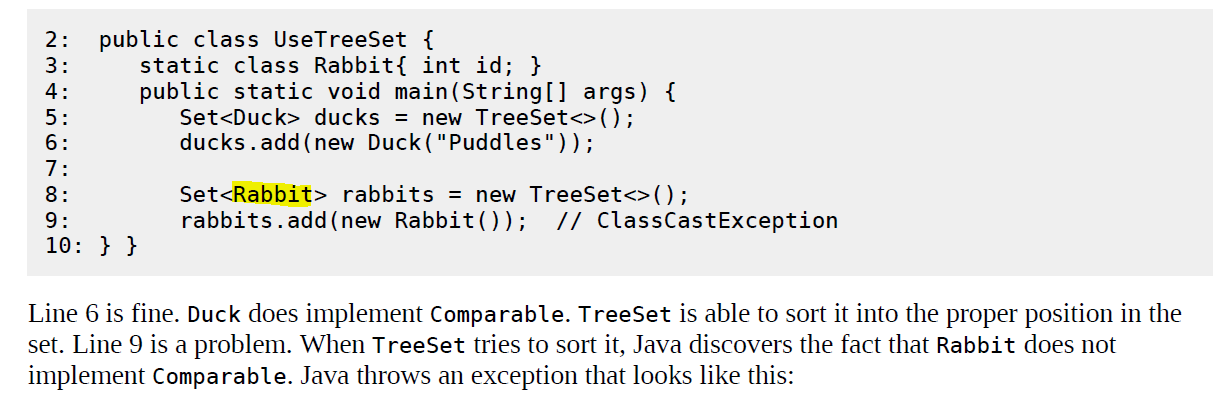 2: public class UseTreeSet {
3:    static class Rabbit{ int id; }
4:    public static void main(String[] args) {
5:       Set<Duck> ducks = new TreeSet<>();
6:       ducks.add(new Duck("Puddles"));
7:
8:       Set<Rabbit> rabbits = new TreeSet<>();
9:       rabbits.add(new Rabbit());  // ClassCastException
10: } }
Line 6 is fine. Duck does implement Comparable. TreeSet is able to sort it into the proper position in the
set. Line 9 is a problem. When TreeSet tries to sort it, Java discovers the fact that Rabbit does not
implement Comparable. Java throws an exception that looks like this: